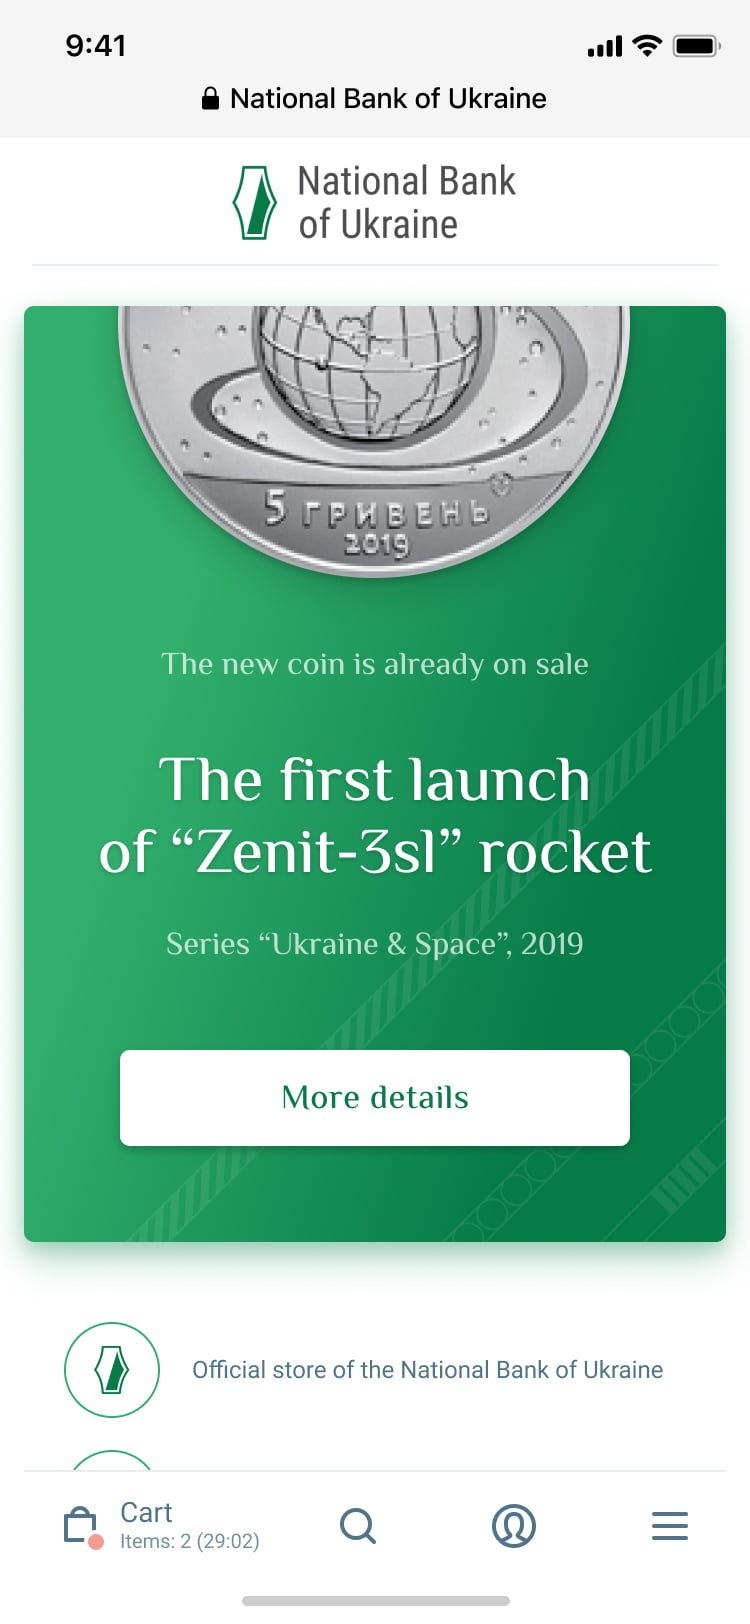 9:41
National Bank of Ukraine
National Bank
of Ukraine
5 ГРИВЕНЬ
2019
The new coin is already on sale
The first launch
of “Zenit-3sl” rocket
Series “Ukraine & Space”, 2019
More details
Official store of the National Bank of Ukraine
Cart
Items: 2 (29:02)